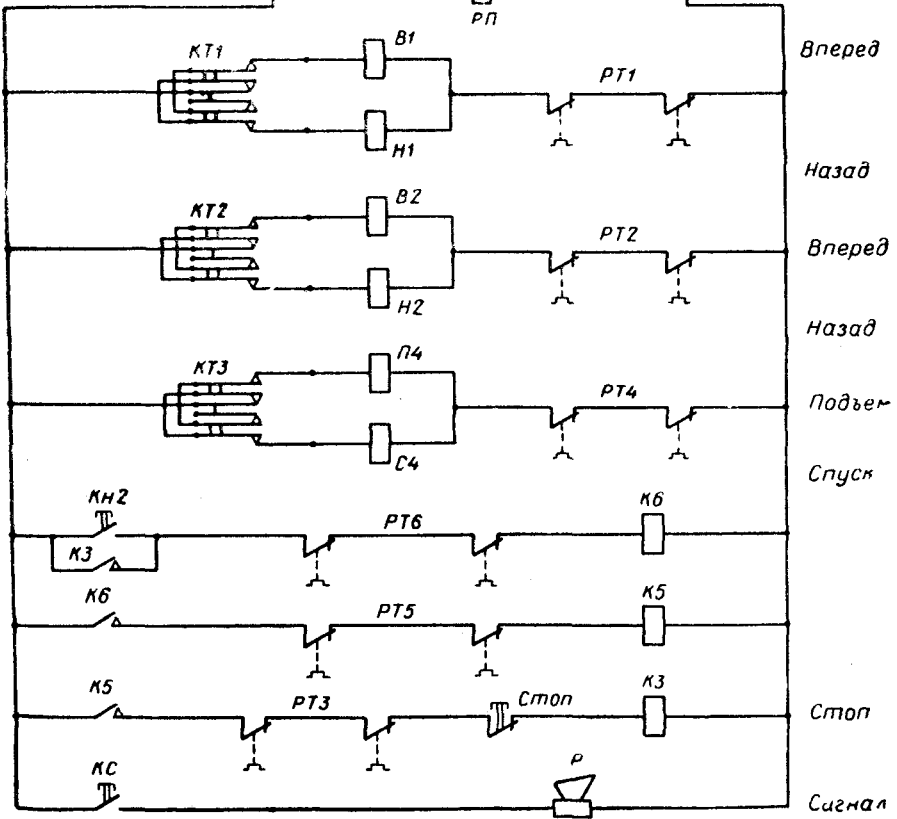 РП
КТ1
В1
РТ1
Вперед
Н1
Назад
КТ2
В2
РТ2
Вперед
Н2
Назад
КТ3
П4
РТ4
Подъем
С4
Спуск
Кн2
РТ6
К6
К3
К6
РТ5
К5
К5
РТ3
Стоп
К3
Стоп
КС
Р
Сигнал